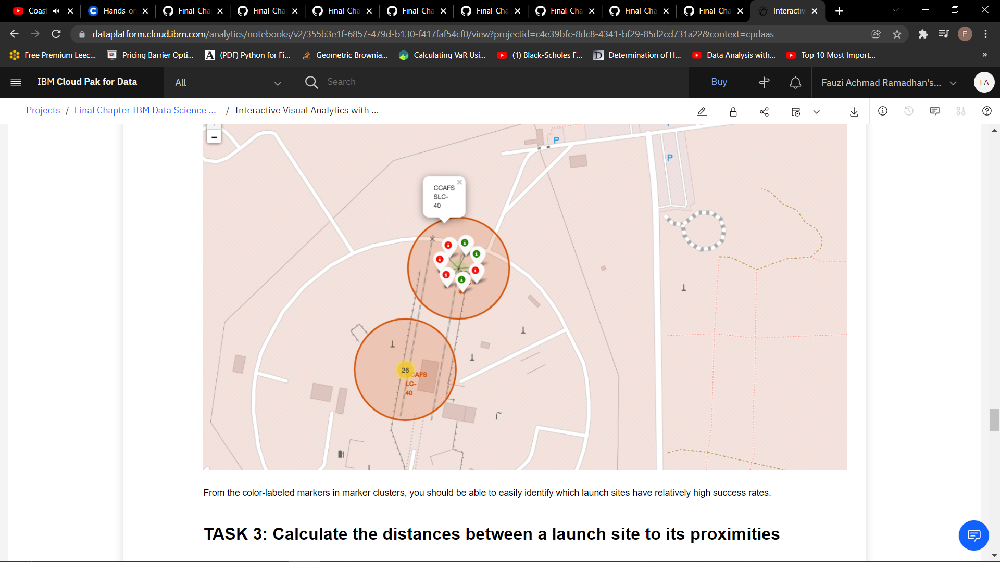 Coast
Hands-on
Final-Cha
Final-Cha
Final-Cha
Final-Cha
Final-Cha
Final-Cha
Final-Cha
Final-Cha
Interactiv
dataplatform.cloud.ibm.com/analytics/notebooks/v2/355b3e1f-6857-479d-b130-f417faf54cf0/view?projectid=c4e39bfc-8dc8-4341-bf29-85d2cd731a22&context=cpdaas
F
Free Premium Leec...
Pricing Barrier Opti...
(PDF) Python for Fi...
Geometric Brownia...
Calculating VaR Usi...
(1) Black-Scholes F...
Determination of H...
Data Analysis with...
Top 10 Most Import...
»
IBM Cloud Pak for Data
All
Search
Buy
Fauzi Achmad Ramadhan's...
FA
Projects / Final Chapter IBM Data Science ... / Interactive Visual Analytics with ...
P
P
CCAFS
SLC-
40
26
CCAFS
LC-
40
From the color-labeled markers in marker clusters, you should be able to easily identify which launch sites have relatively high success rates.
TASK 3: Calculate the distances between a launch site to its proximities